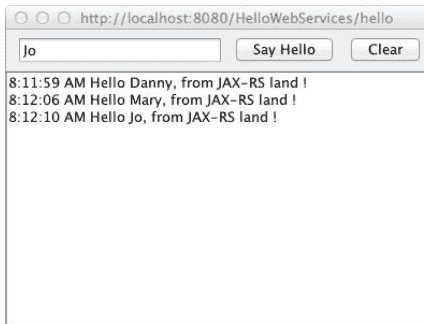 http://localhost:8080/HelloWebServices/hello
Jo Say Hello Clear
8:11:59 AM Hello Danny, from JAX-RS land !
8:12:06 AM Hello Mary, from JAX-RS land !
8:12:10 AM Hello Jo, from JAX-RS land !